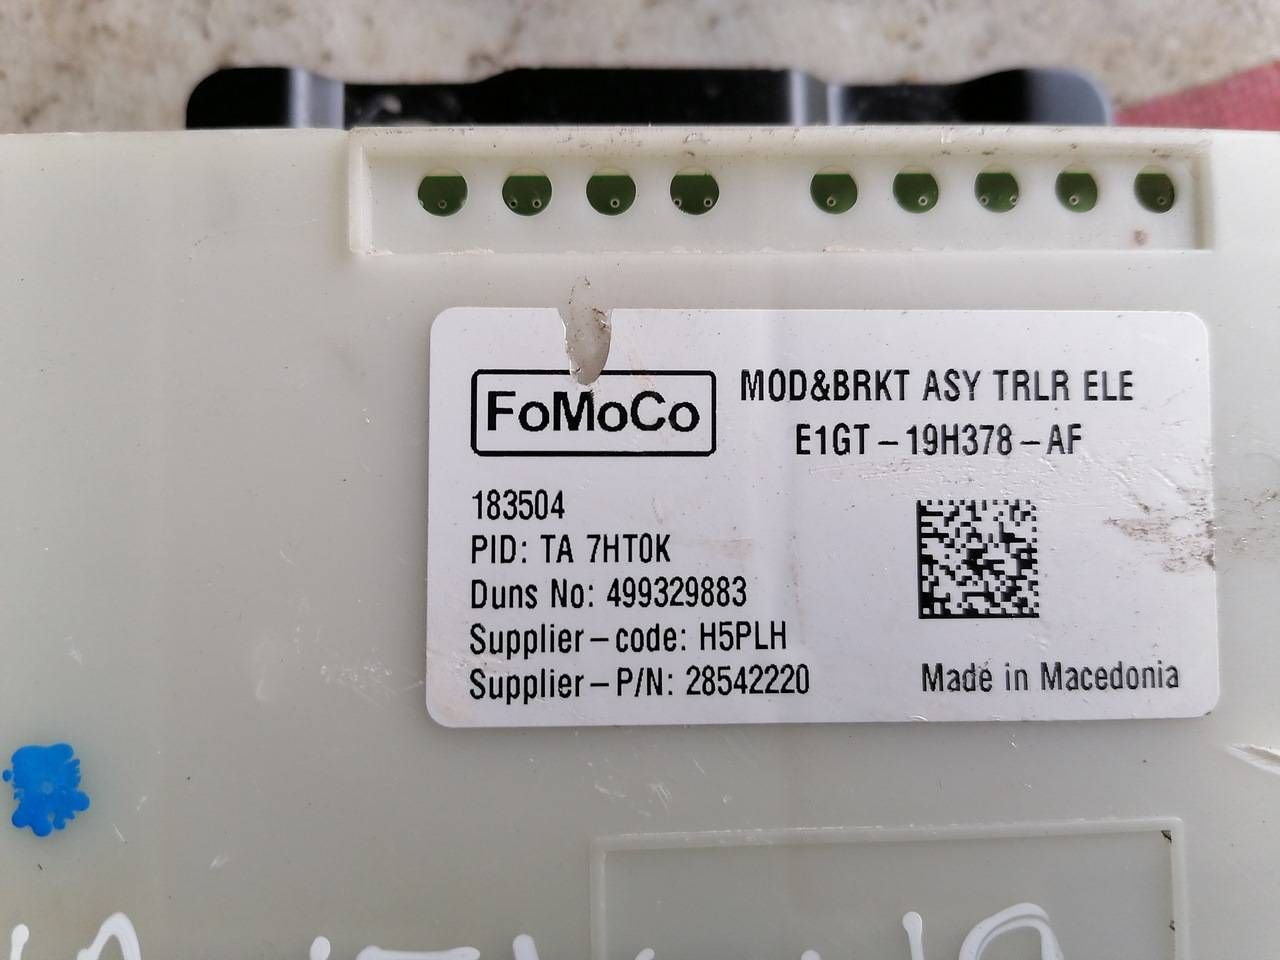 FoMoCo
MOD&BRKT ASY TRLR ELE
E1GT-19H378-AF
183504
PID: TA 7HT0K
Duns No: 499329883
Supplier-code: H5PLH
Supplier-P/N: 28542220
Made in Macedonia